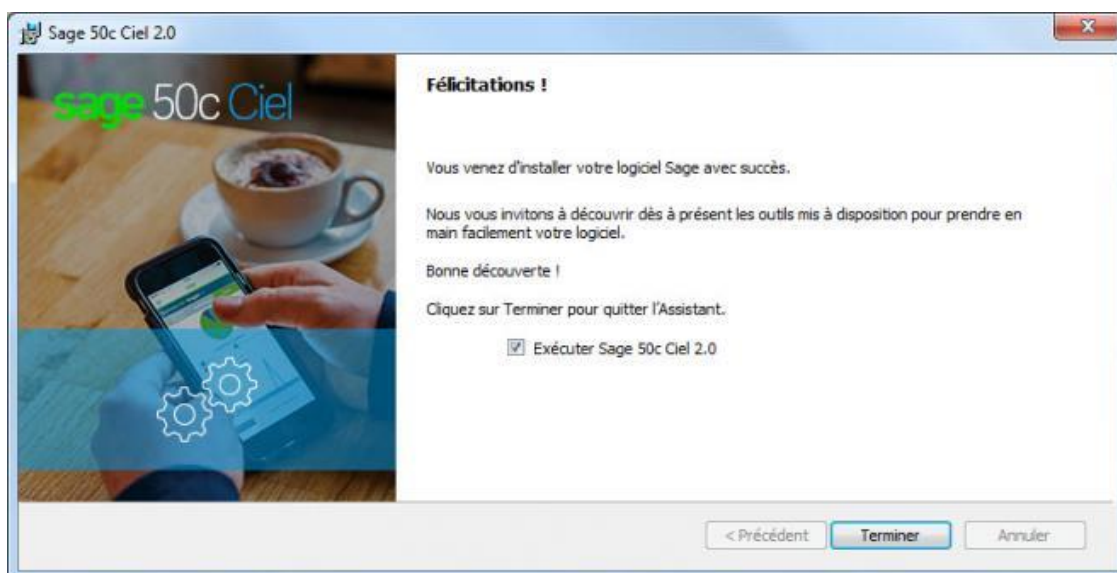 Sage 50c Ciel 2.0
sage 50c Ciel
Félicitations !
Vous venez d'installer votre logiciel Sage avec succès.
Nous vous invitons à découvrir dès à présent les outils mis à disposition pour prendre en
main facilement votre logiciel.
Bonne découverte !
Cliquez sur Terminer pour quitter l'Assistant.
Exécuter Sage 50c Ciel 2.0
< Précédent
Terminer
Annuler